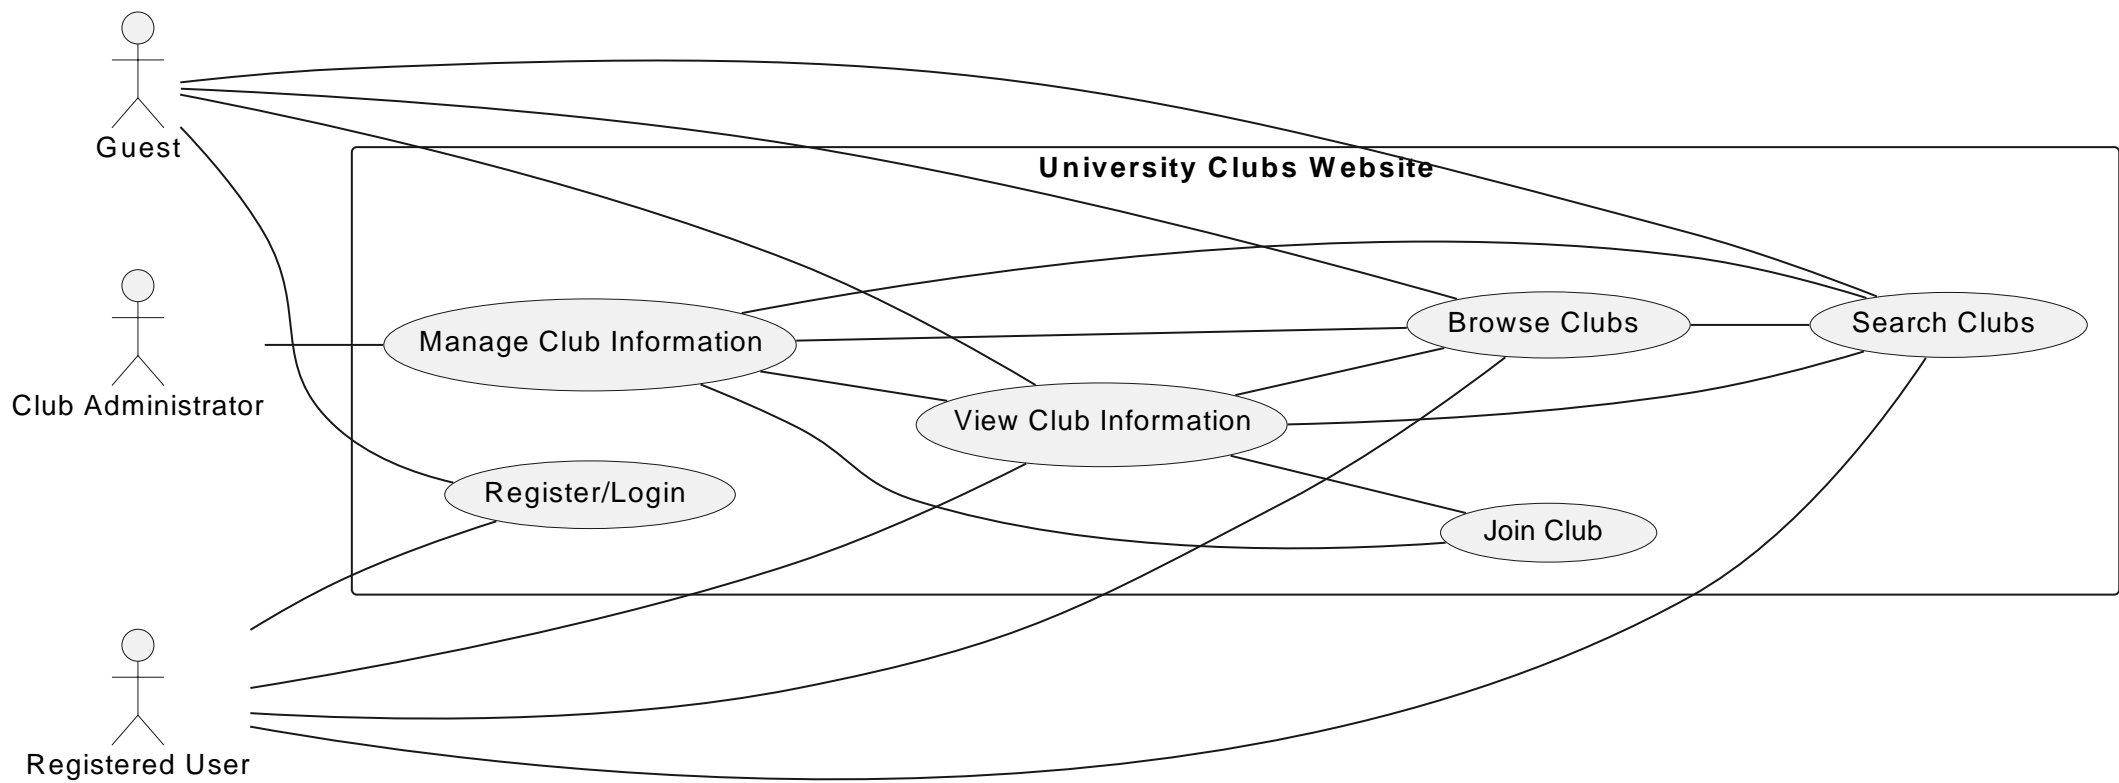 Guest
University Clubs Website
Browse Clubs
Search Clubs
Manage Club Information
Club Administrator
View Club Information
Register/Login
Join Club
Registered User